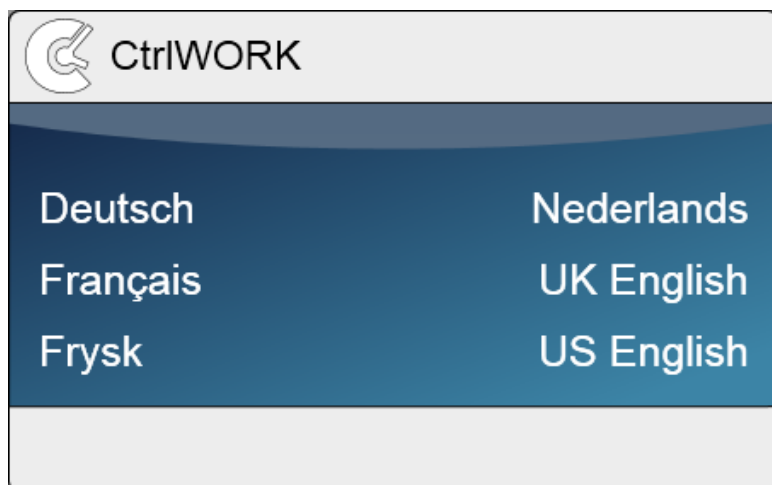 CtrlWORK
Deutsch
Nederlands
Français
UK English
Frysk
US English